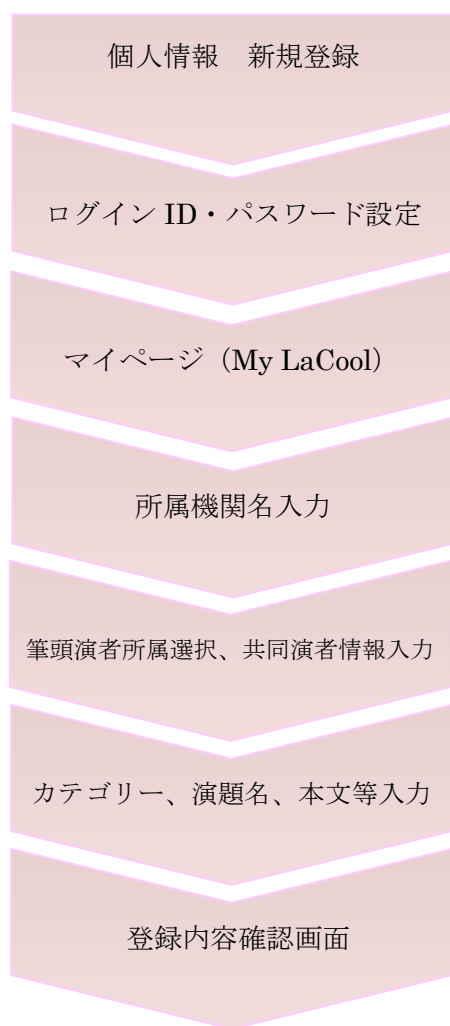 個人情報　新規登録
ログイン ID・パスワード設定
マイページ（My LaCool）
所属機関名入力
筆頭演者所属選択、共同演者情報入力
カテゴリー、演題名、本文等入力
登録内容確認画面